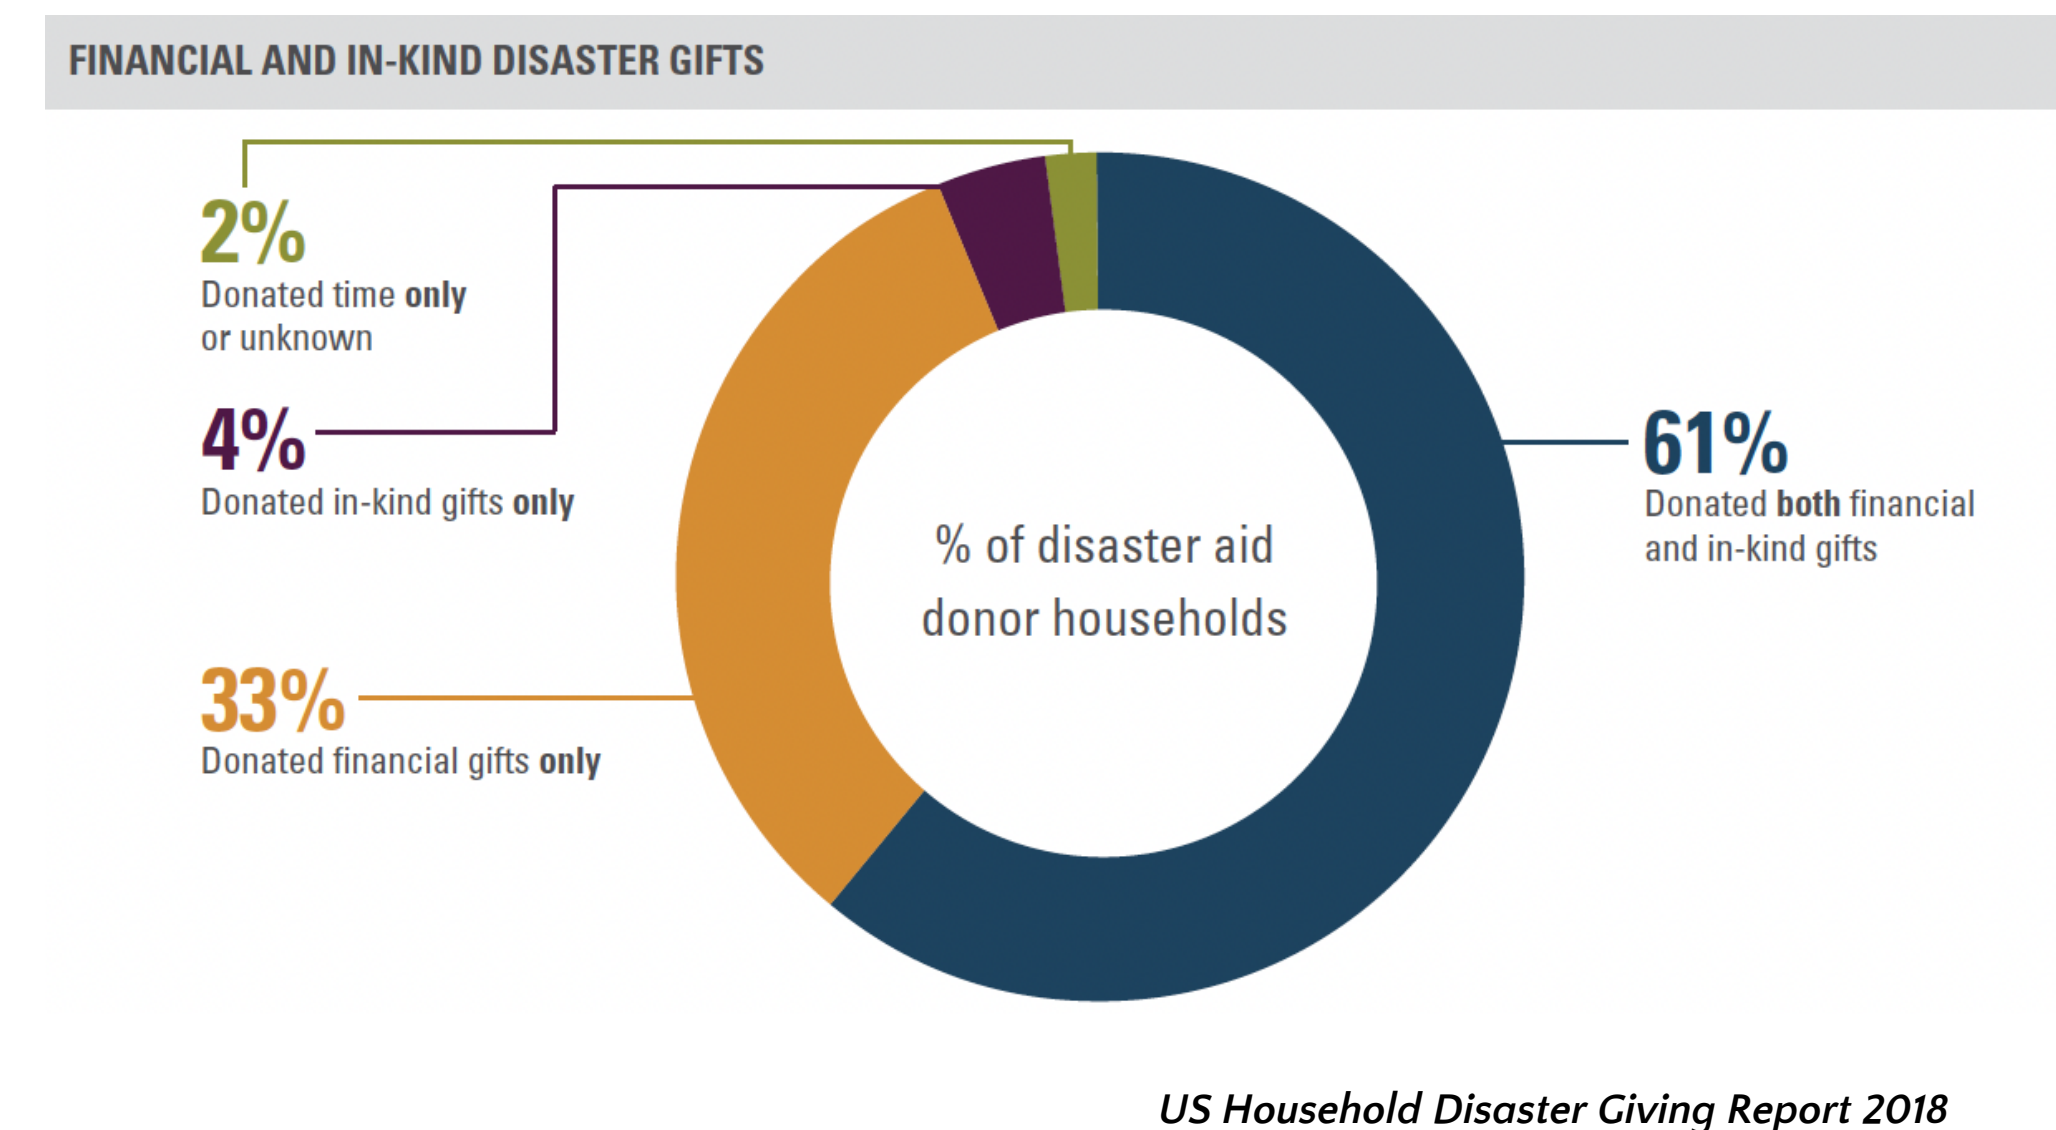 FINANCIAL AND IN-KIND DISASTER GIFTS
2%
Donated time only
or unknown
4%
Donated in-kind gifts only
33%
Donated financial gifts only
% of disaster aid
donor households
61%
Donated both financial
and in-kind gifts
US Household Disaster Giving Report 2018